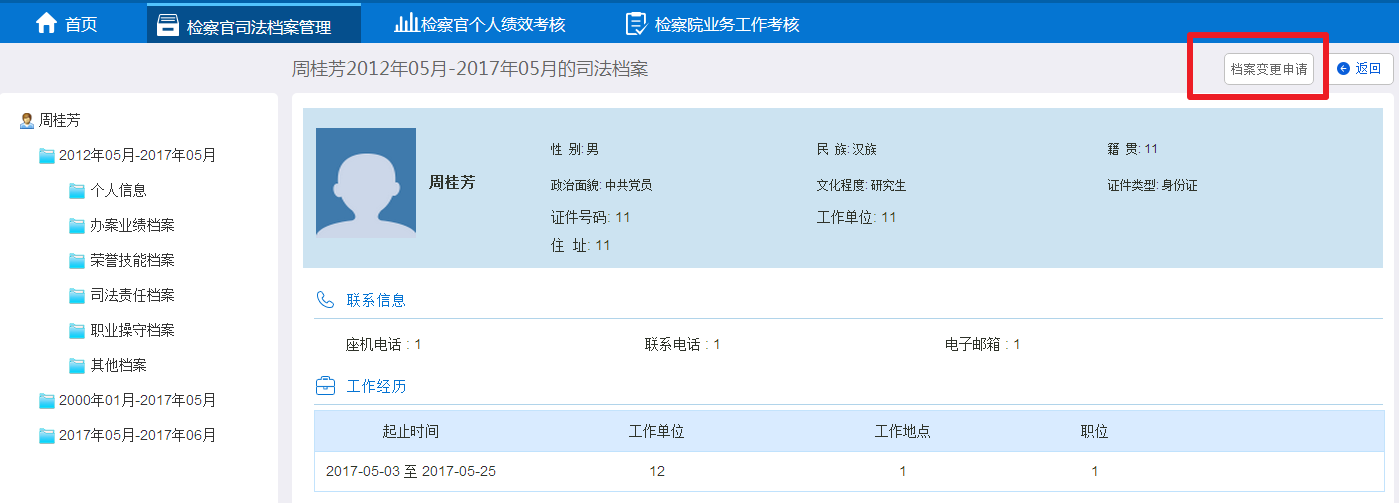 首页 检察官司法档案管理 检察官个人绩效考核 检察院业务工作考核
周桂芳2012年05月-2017年05月的司法档案 档案变更申请 返回
周桂芳
2012年05月-2017年05月
个人信息
办案业绩档案
荣誉技能档案
司法责任档案
职业操守档案
其他档案
2000年01月-2017年05月
2017年05月-2017年06月
周桂芳
性 别: 男 民 族: 汉族 籍 贯: 11
政治面貌: 中共党员 文化程度: 研究生 证件类型: 身份证
证件号码: 11 工作单位: 11
住 址: 11
联系信息
座机电话 : 1 联系电话 : 1 电子邮箱 : 1
工作经历
起止时间 工作单位 工作地点 职位
2017-05-03 至 2017-05-25 12 1 1